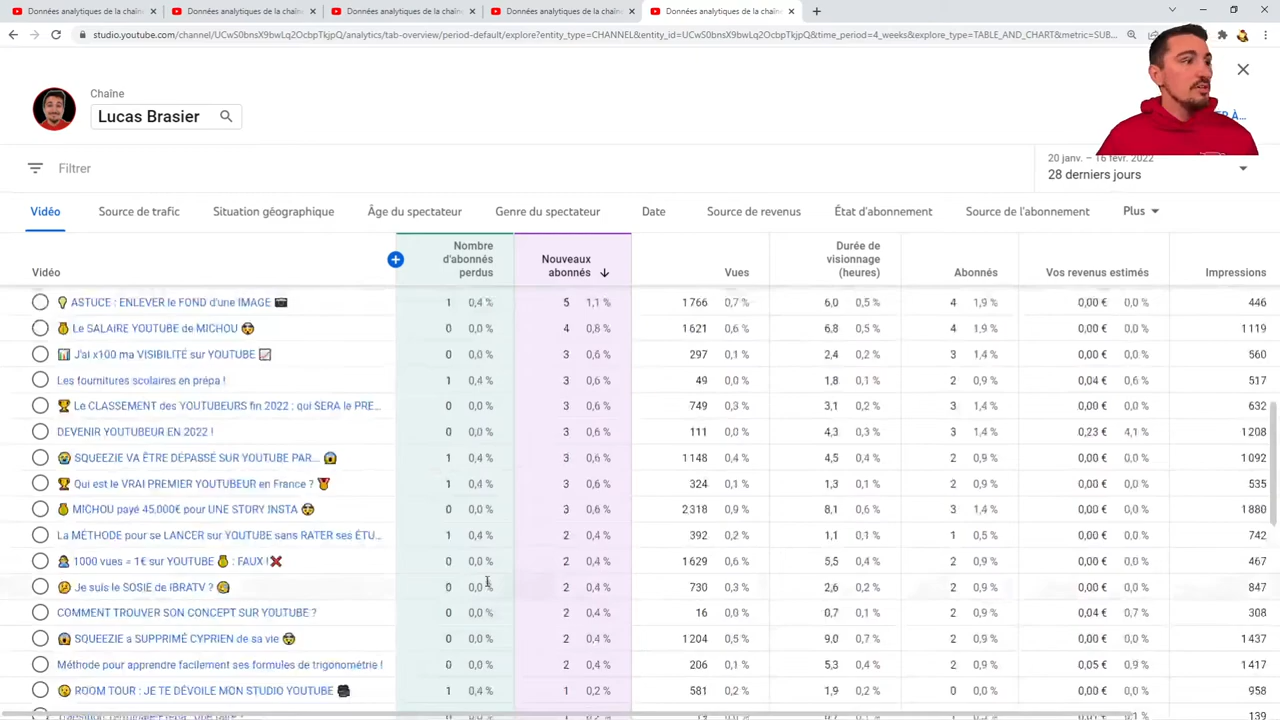 Données analytiques de la chaîne
Données analytiques de la chaîne
Données analytiques de la chaîne
Données analytiques de la chaîne
Données analytiques de la chaîne
studio.youtube.com/channel/UCwS0bnsX9bwLq2OcbpTkjpQ/analytics/tab-overview/period-default/explore?entity_type=CHANNEL&entity_id=UCwS0bnsX9bwLq2OcbpTkjpQ&time_period=4_weeks&explore_type=TABLE_AND_CHART&metric=SUB...
Chaîne
Lucas Brasier
Filtrer
20 janv. – 16 févr. 2022
28 derniers jours
Vidéo Source de trafic Situation géographique Âge du spectateur Genre du spectateur Date Source de revenus État d'abonnement Source de l'abonnement Plus
Vidéo Nombre d'abonnés perdus Nouveaux abonnés Vues Durée de visionnage (heures) Abonnés Vos revenus estimés Impressions
💡 ASTUCE : ENLEVER le FOND d'une IMAGE 📷 1 0,4 % 5 1,1 % 1 766 0,7 % 6,0 0,5 % 4 1,9 % 0,00 € 0,0 % 446
💰 Le SALAIRE YOUTUBE de MICHOU 🤯 0 0,0 % 4 0,8 % 1 621 0,6 % 6,8 0,5 % 4 1,9 % 0,00 € 0,0 % 1 119
📊 J'ai x100 ma VISIBILITÉ sur YOUTUBE 📈 0 0,0 % 3 0,6 % 297 0,1 % 2,4 0,2 % 3 1,4 % 0,00 € 0,0 % 560
Les fournitures scolaires en prépa ! 1 0,4 % 3 0,6 % 49 0,0 % 1,8 0,1 % 2 0,9 % 0,04 € 0,6 % 517
🏆 Le CLASSEMENT des YOUTUBEURS fin 2022 : qui SERA le PRE... 0 0,0 % 3 0,6 % 749 0,3 % 3,1 0,2 % 3 1,4 % 0,00 € 0,0 % 632
DEVENIR YOUTUBEUR EN 2022 ! 0 0,0 % 3 0,6 % 111 0,0 % 4,3 0,3 % 3 1,4 % 0,23 € 4,1 % 1 208
😭 SQUEEZIE VA ÊTRE DÉPASSÉ SUR YOUTUBE PAR... 😱 1 0,4 % 3 0,6 % 1 148 0,4 % 4,5 0,4 % 2 0,9 % 0,00 € 0,0 % 1 092
🏆 Qui est le VRAI PREMIER YOUTUBEUR en France ? 🏅 1 0,4 % 3 0,6 % 324 0,1 % 1,3 0,1 % 2 0,9 % 0,00 € 0,0 % 535
💰 MICHOU payé 45,000€ pour UNE STORY INSTA 🤯 0 0,0 % 3 0,6 % 2 318 0,9 % 8,1 0,6 % 3 1,4 % 0,00 € 0,0 % 1 880
La MÉTHODE pour se LANCER sur YOUTUBE sans RATER ses ÉTU... 1 0,4 % 2 0,4 % 392 0,2 % 1,1 0,1 % 1 0,5 % 0,00 € 0,0 % 742
1000 vues = 1€ sur YOUTUBE 💰 : FAUX !❌ 0 0,0 % 2 0,4 % 1 629 0,6 % 5,5 0,4 % 2 0,9 % 0,00 € 0,0 % 467
Je suis le SOSIE de IBRATV ? 0 0,0 % 2 0,4 % 730 0,3 % 2,6 0,2 % 2 0,9 % 0,00 € 0,0 % 847
COMMENT TROUVER SON CONCEPT SUR YOUTUBE ? 0 0,0 % 2 0,4 % 16 0,0 % 0,7 0,1 % 2 0,9 % 0,04 € 0,7 % 308
😱 SQUEEZIE a SUPPRIMÉ CYPRIEN de sa vie 🤯 0 0,0 % 2 0,4 % 1 204 0,5 % 9,0 0,7 % 2 0,9 % 0,00 € 0,0 % 1 437
Méthode pour apprendre facilement ses formules de trigonométrie ! 0 0,0 % 2 0,4 % 206 0,1 % 5,3 0,4 % 2 0,9 % 0,05 € 0,9 % 1 417
ROOM TOUR : JE TE DÉVOILE MON STUDIO YOUTUBE 1 0,4 % 1 0,2 % 581 0,2 % 1,9 0,2 % 0 0,0 % 0,00 € 0,0 % 958